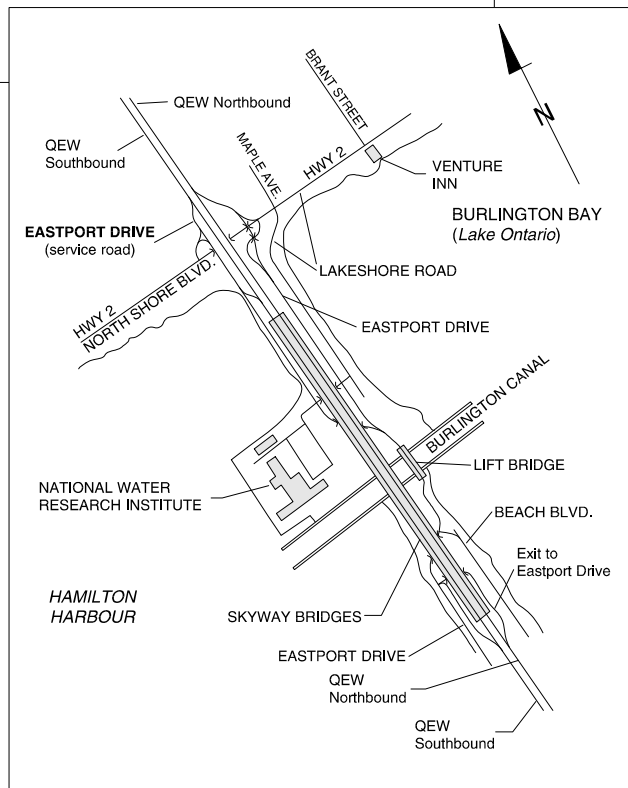 QEW Northbound
BRANT STREET
QEW
Southbound
MAPLE AVE.
HWY 2
VENTURE
INN
N
BURLINGTON BAY
(Lake Ontario)
EASTPORT DRIVE
(service road)
LAKESHORE ROAD
HWY 2
NORTH SHORE BLVD.
EASTPORT DRIVE
BURLINGTON CANAL
LIFT BRIDGE
NATIONAL WATER
RESEARCH INSTITUTE
BEACH BLVD.
Exit to
Eastport Drive
HAMILTON
HARBOUR
SKYWAY BRIDGES
EASTPORT DRIVE
QEW
Northbound
QEW
Southbound